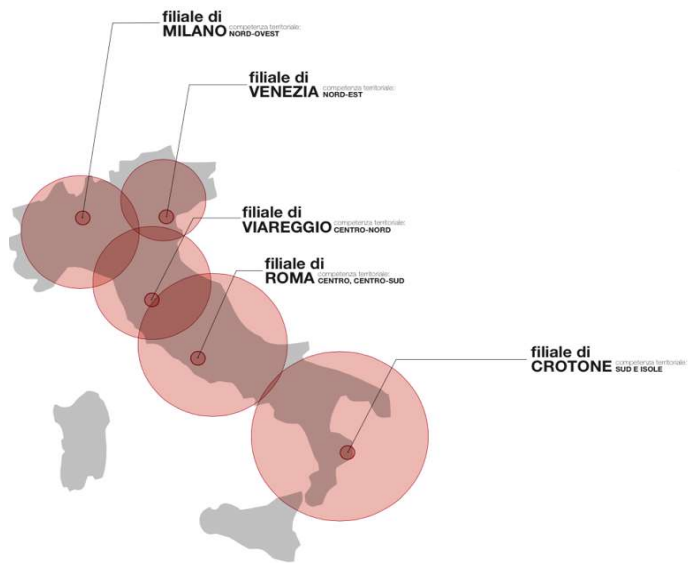 filiale di
MILANO competenza territoriale: NORD-OVEST
filiale di
VENEZIA competenza territoriale: NORD-EST
filiale di
VIAREGGIO competenza territoriale: CENTRO-NORD
filiale di
ROMA competenza territoriale: CENTRO, CENTRO-SUD
filiale di
CROTONE competenza territoriale: SUD E ISOLE